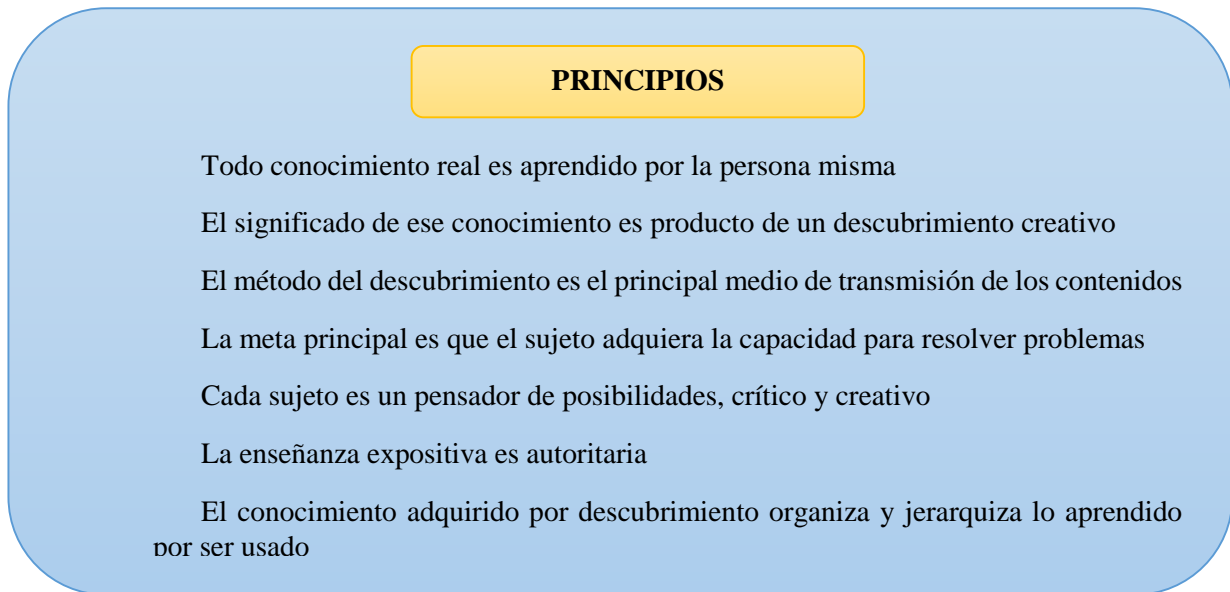 PRINCIPIOS
Todo conocimiento real es aprendido por la persona misma
El significado de ese conocimiento es producto de un descubrimiento creativo
El método del descubrimiento es el principal medio de transmisión de los contenidos
La meta principal es que el sujeto adquiera la capacidad para resolver problemas
Cada sujeto es un pensador de posibilidades, crítico y creativo
La enseñanza expositiva es autoritaria
El conocimiento adquirido por descubrimiento organiza y jerarquiza lo aprendido
por ser usado